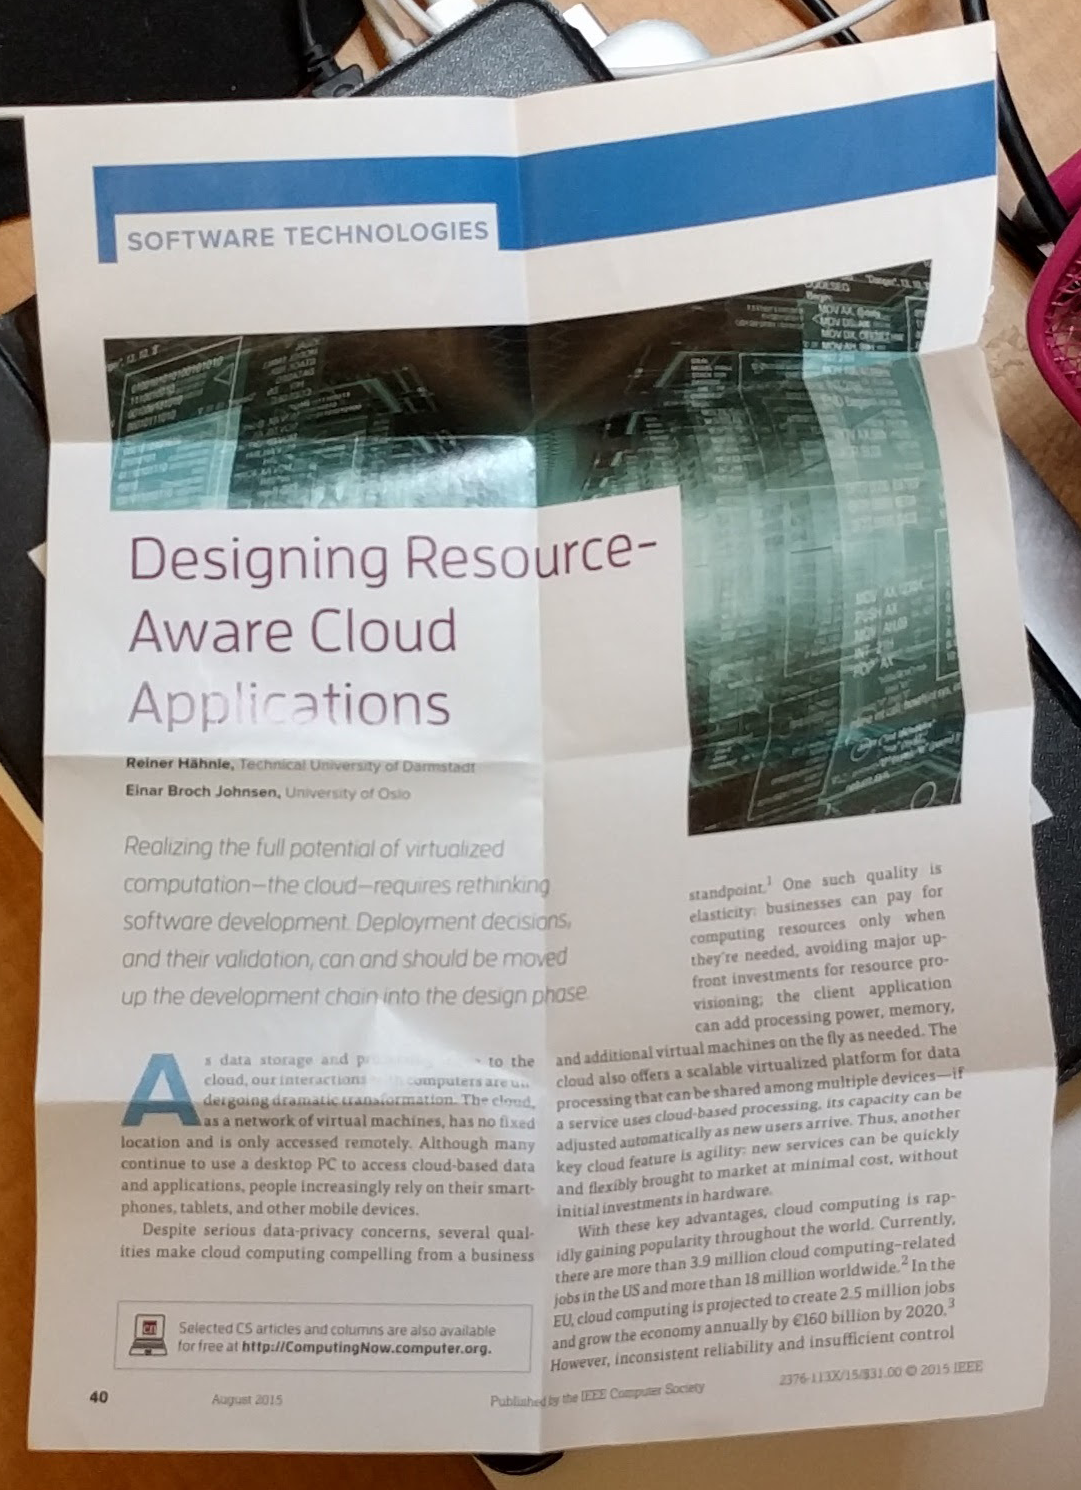 SOFTWARE TECHNOLOGIES
Designing Resource-
Aware Cloud
Applications
Reiner Hähnle, Technical University of Darmstadt
Einar Broch Johnsen, University of Oslo
Realizing the full potential of virtualized
computation—the cloud—requires rethinking
software development. Deployment decisions,
and their validation, can and should be moved
up the development chain into the design phase
As data storage and to the
cloud, our interactions computers are un-
dergoing dramatic transformation. The cloud,
as a network of virtual machines, has no fixed
location and is only accessed remotely. Although many
continue to use a desktop PC to access cloud-based data
and applications, people increasingly rely on their smart-
phones, tablets, and other mobile devices.
Despite serious data-privacy concerns, several qual-
ities make cloud computing compelling from a business
standpoint.1 One such quality is
elasticity: businesses can pay for
computing resources only when
they're needed, avoiding major up-
front investments for resource pro-
visioning; the client application
can add processing power, memory,
and additional virtual machines on the fly as needed. The
cloud also offers a scalable virtualized platform for data
processing that can be shared among multiple devices—if
a service uses cloud-based processing, its capacity can be
adjusted automatically as new users arrive. Thus, another
key cloud feature is agility: new services can be quickly
and flexibly brought to market at minimal cost, without
initial investments in hardware.
With these key advantages, cloud computing is rap-
idly gaining popularity throughout the world. Currently,
there are more than 3.9 million cloud computing–related
jobs in the US and more than 18 million worldwide.2 In the
EU, cloud computing is projected to create 2.5 million jobs
and grow the economy annually by €160 billion by 2020.3
However, inconsistent reliability and insufficient control
Selected CS articles and columns are also available
for free at http://ComputingNow.computer.org.
40 August 2015 Published by the IEEE Computer Society 2376-113X/15/$31.00 © 2015 IEEE